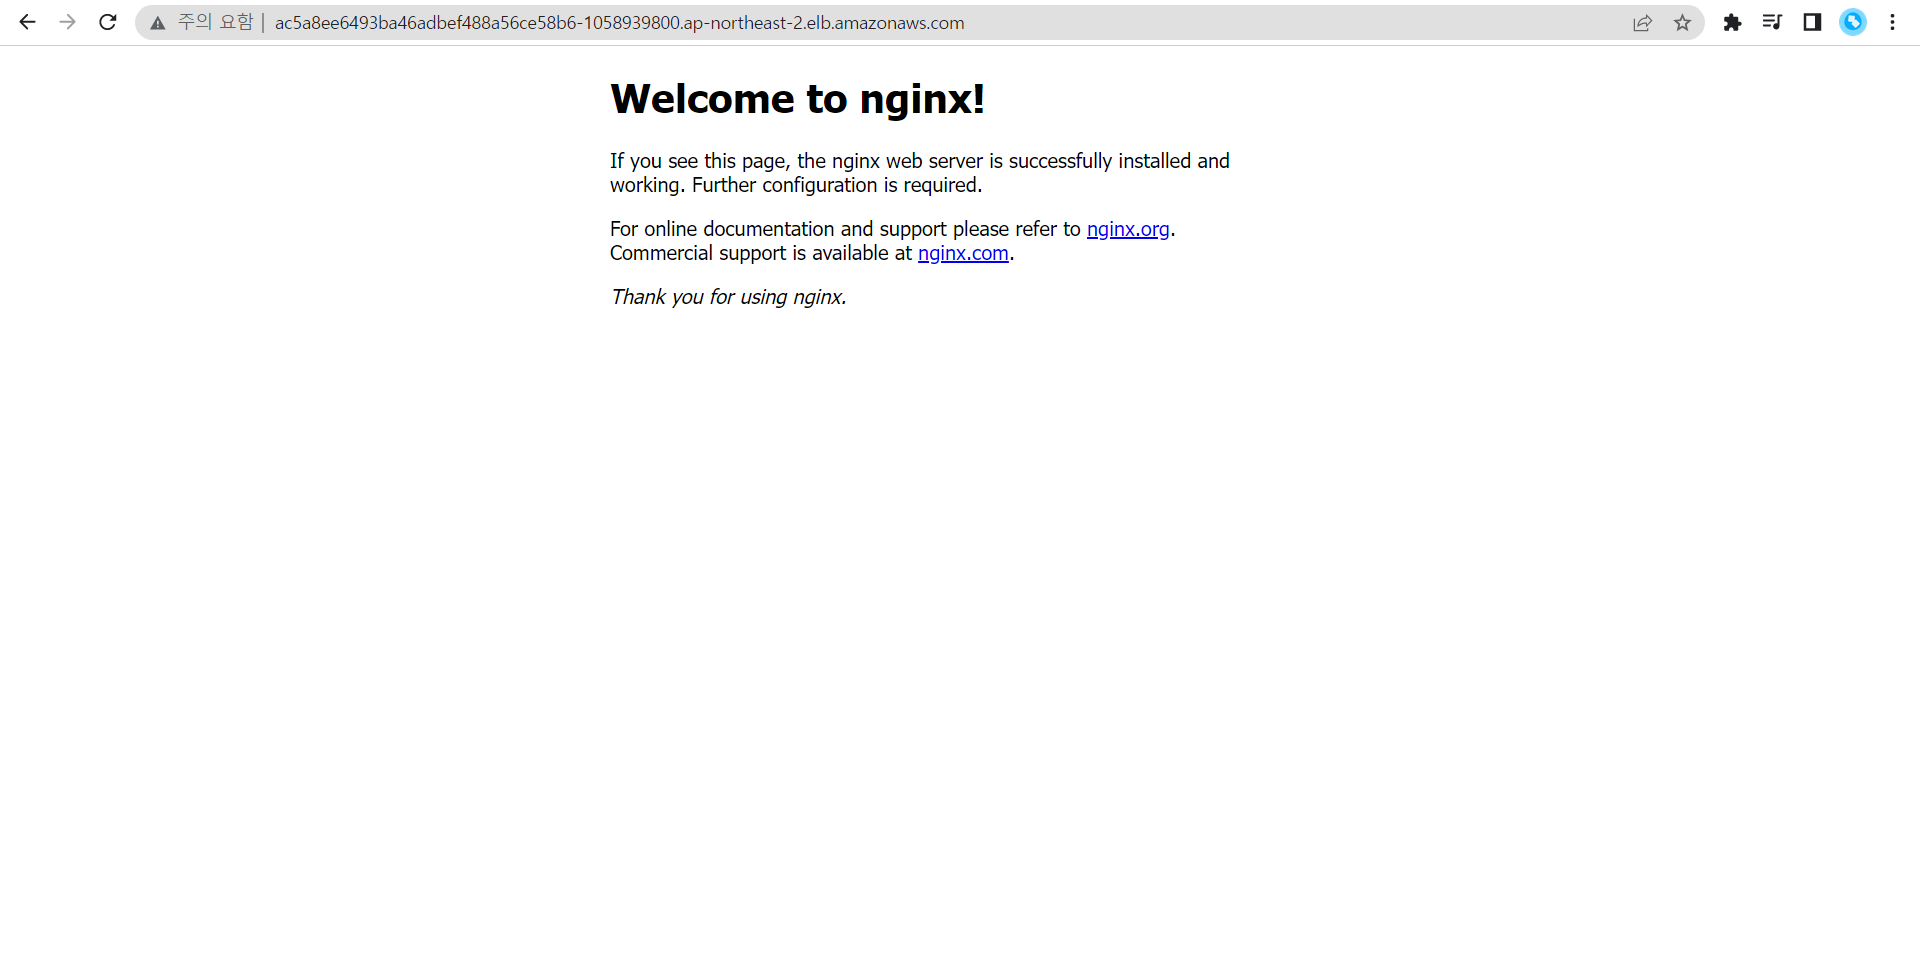 주의 요함 | ac5a8ee6493ba46adbef488a56ce58b6-1058939800.ap-northeast-2.elb.amazonaws.com
Welcome to nginx!
If you see this page, the nginx web server is successfully installed and
working. Further configuration is required.
For online documentation and support please refer to nginx.org.
Commercial support is available at nginx.com.
Thank you for using nginx.